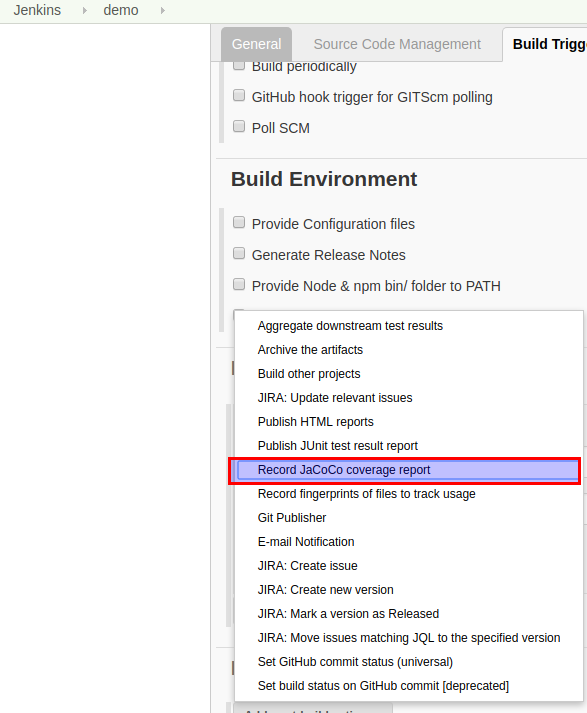 Jenkins demo
General Source Code Management Build Trigg
Build periodically
GitHub hook trigger for GITScm polling
Poll SCM
Build Environment
Provide Configuration files
Generate Release Notes
Provide Node & npm bin/ folder to PATH
Aggregate downstream test results
Archive the artifacts
Build other projects
JIRA: Update relevant issues
Publish HTML reports
Publish JUnit test result report
Record JaCoCo coverage report
Record fingerprints of files to track usage
Git Publisher
E-mail Notification
JIRA: Create issue
JIRA: Create new version
JIRA: Mark a version as Released
JIRA: Move issues matching JQL to the specified version
Set GitHub commit status (universal)
Set build status on GitHub commit [deprecated]